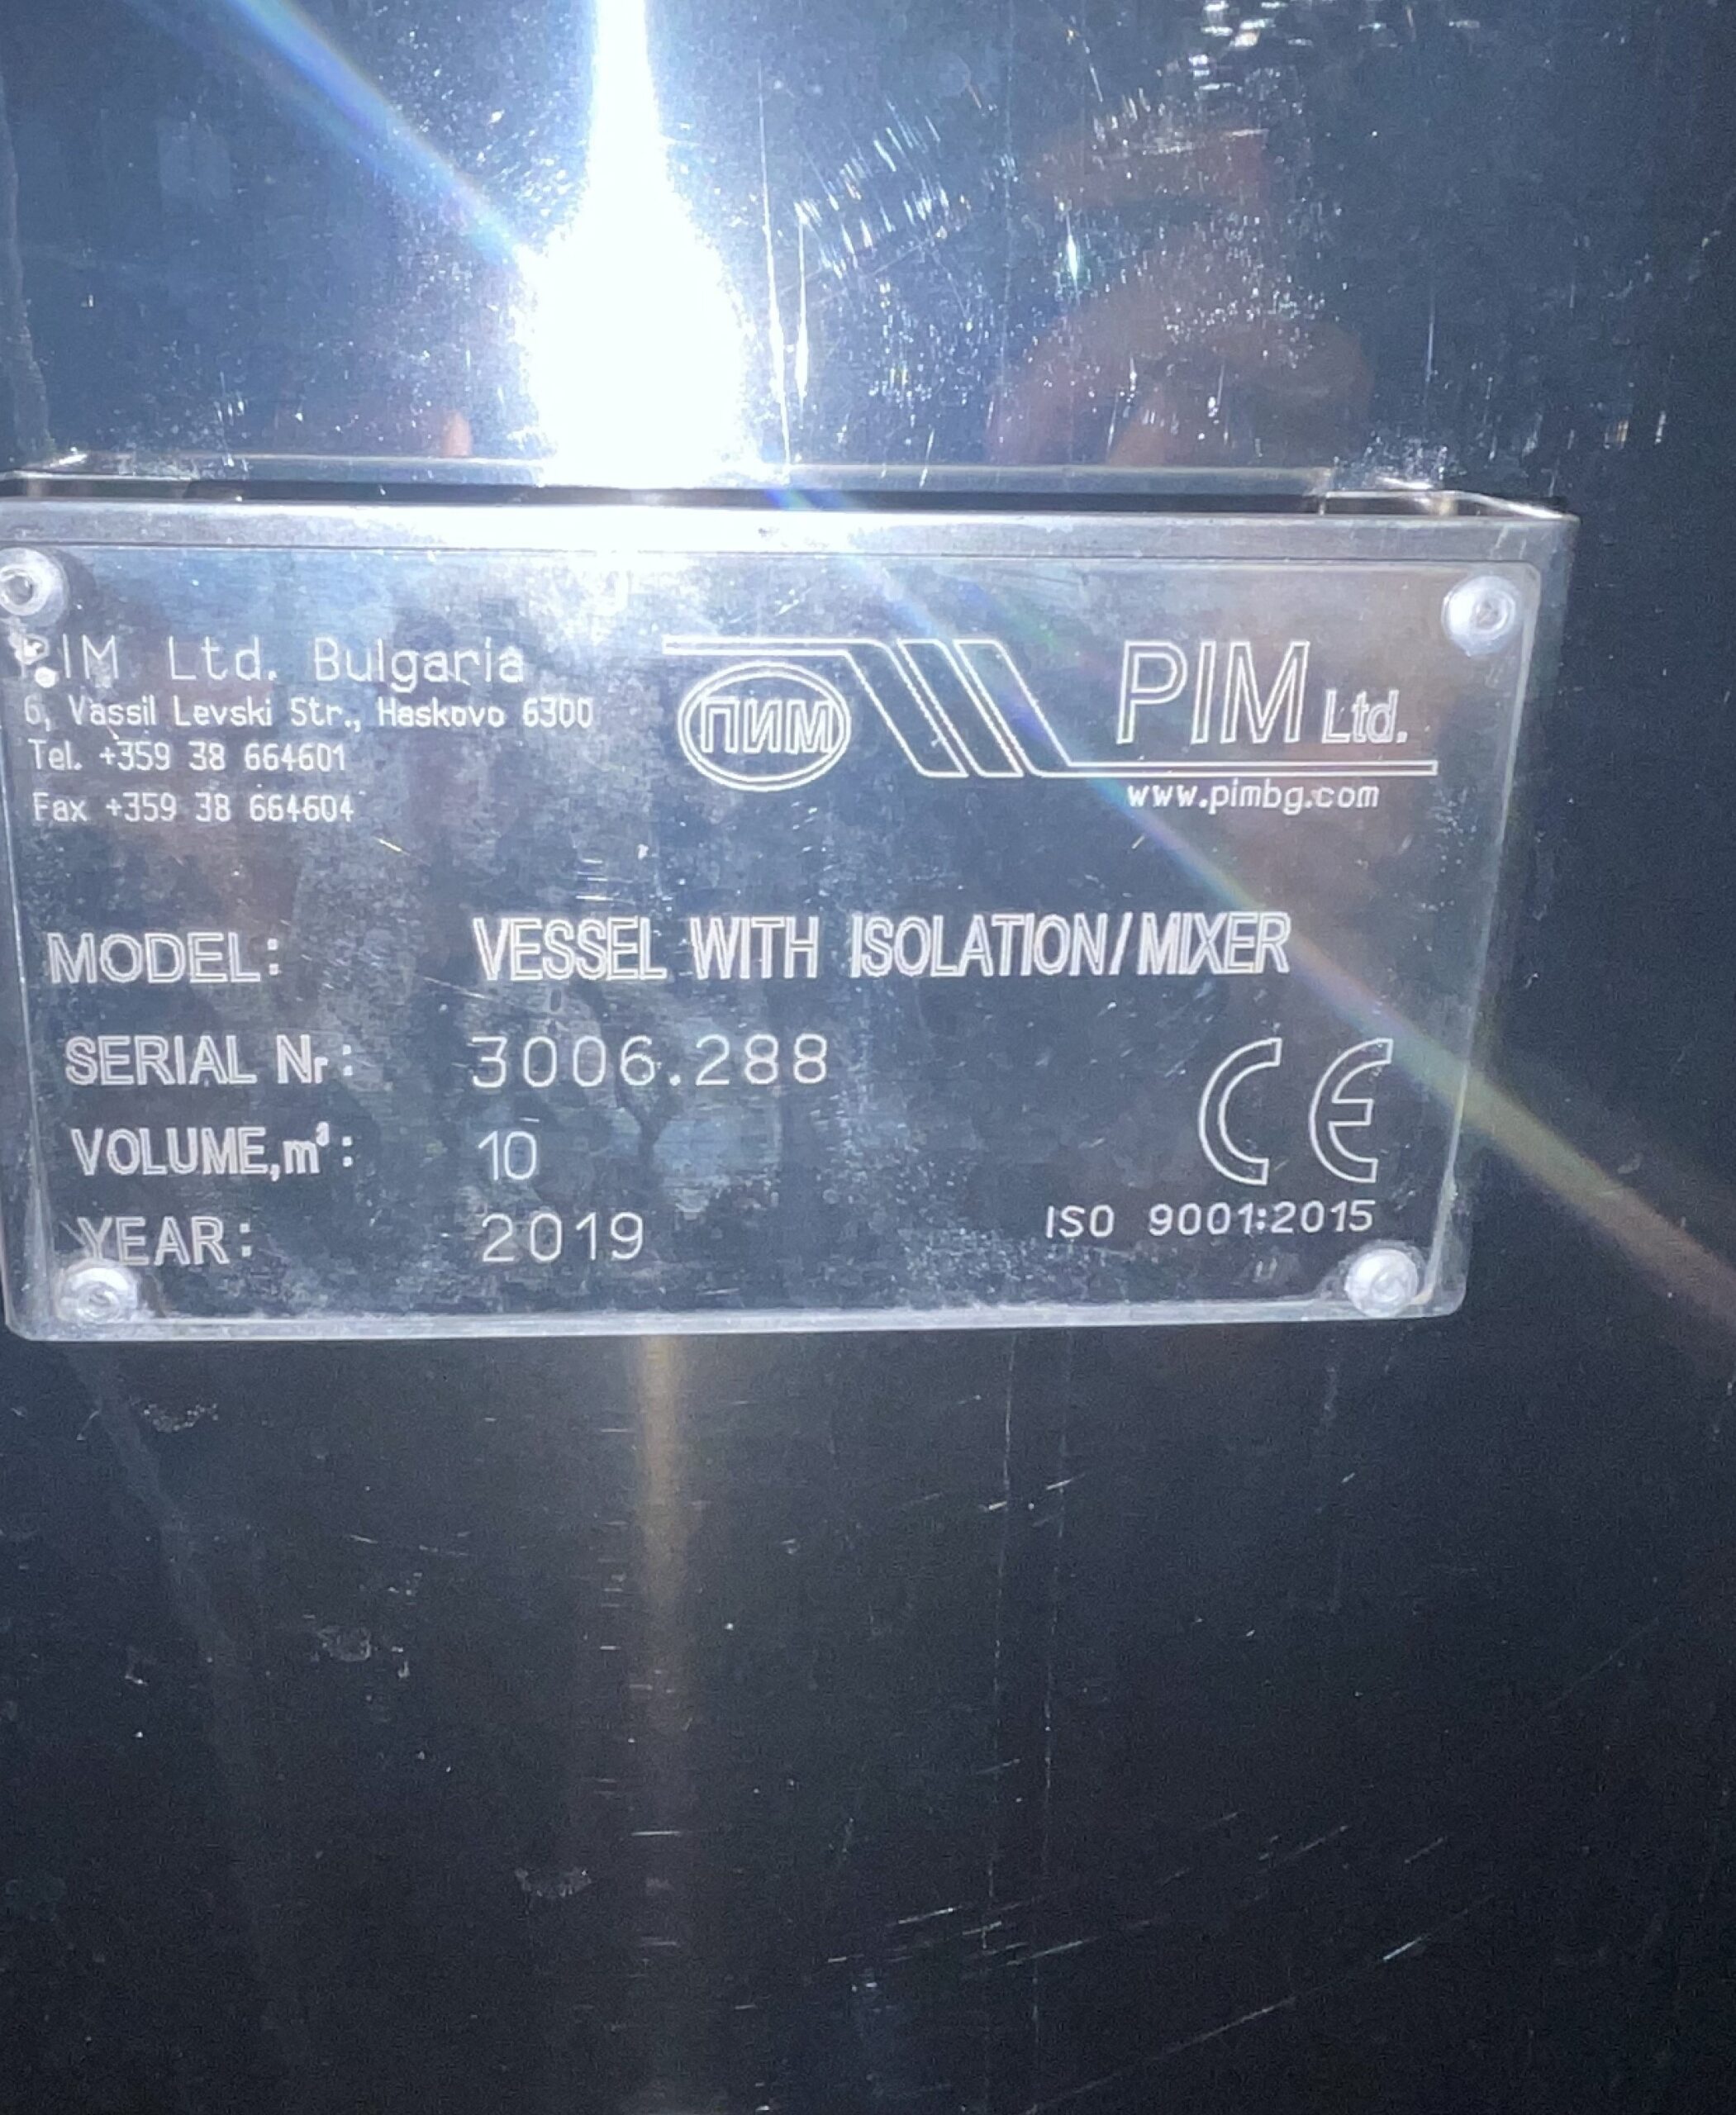 PIM Ltd. Bulgaria
6, Vassil Levski Str., Haskovo 6300
Tel. +359 38 664601
Fax +359 38 664604
ПИМ
PIM Ltd.
www.pimbg.com
MODEL: VESSEL WITH ISOLATION/MIXER
SERIAL Nr: 3006.288
VOLUME,m³: 10
YEAR: 2019
CE
ISO 9001:2015